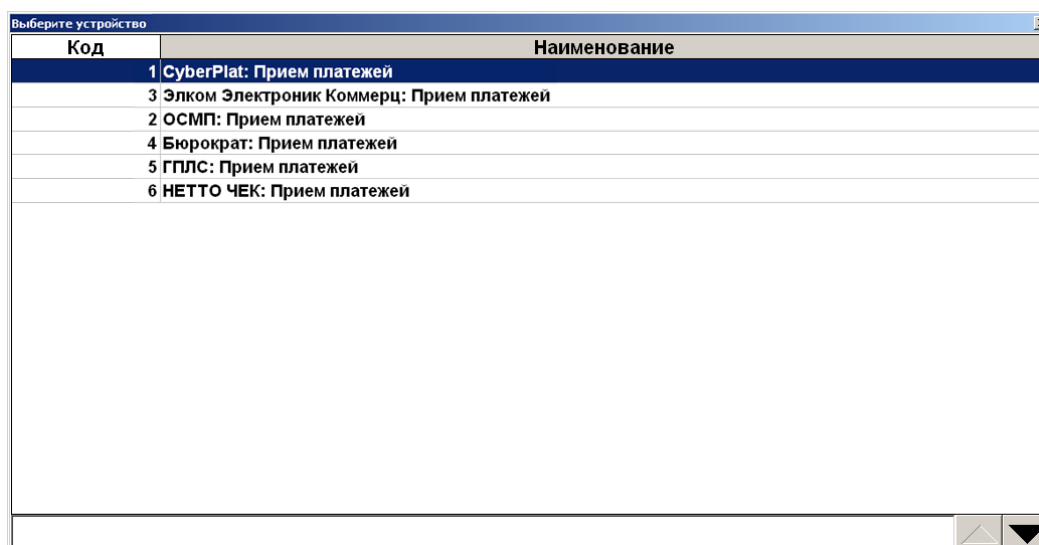 Выберите устройство
Код Наименование
1 CyberPlat: Прием платежей
3 Элком Электроник Коммерц: Прием платежей
2 ОСМП: Прием платежей
4 Бюрократ: Прием платежей
5 ГПЛС: Прием платежей
6 НЕТТО ЧЕК: Прием платежей